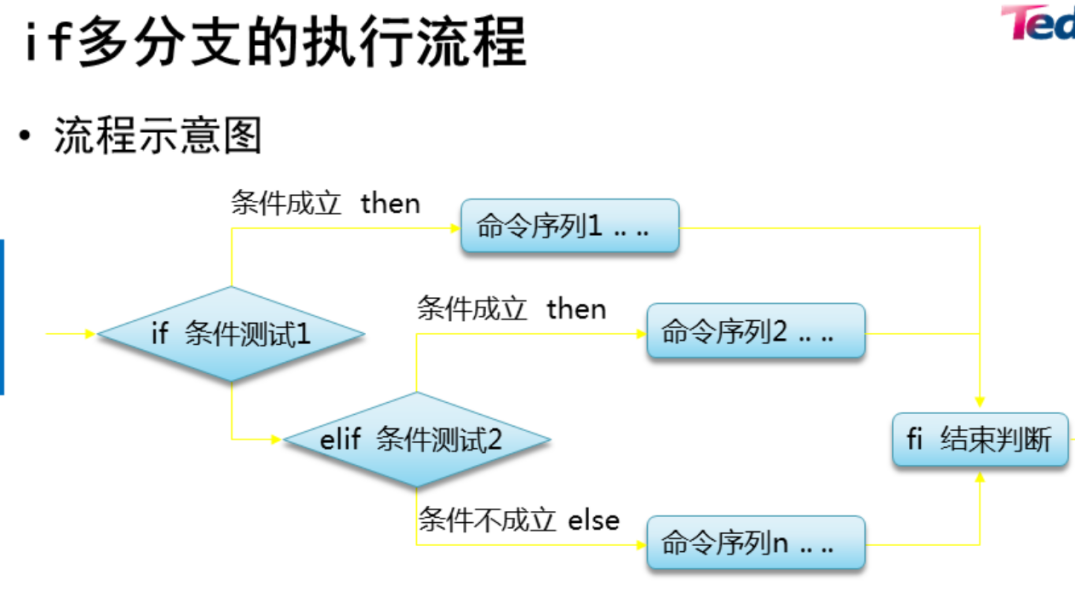 if多分支的执行流程
Ted
• 流程示意图
条件成立 then
命令序列1 .. ..
条件成立 then
if 条件测试1
命令序列2 .. ..
elif 条件测试2
fi 结束判断
条件不成立 else
命令序列n .. ..